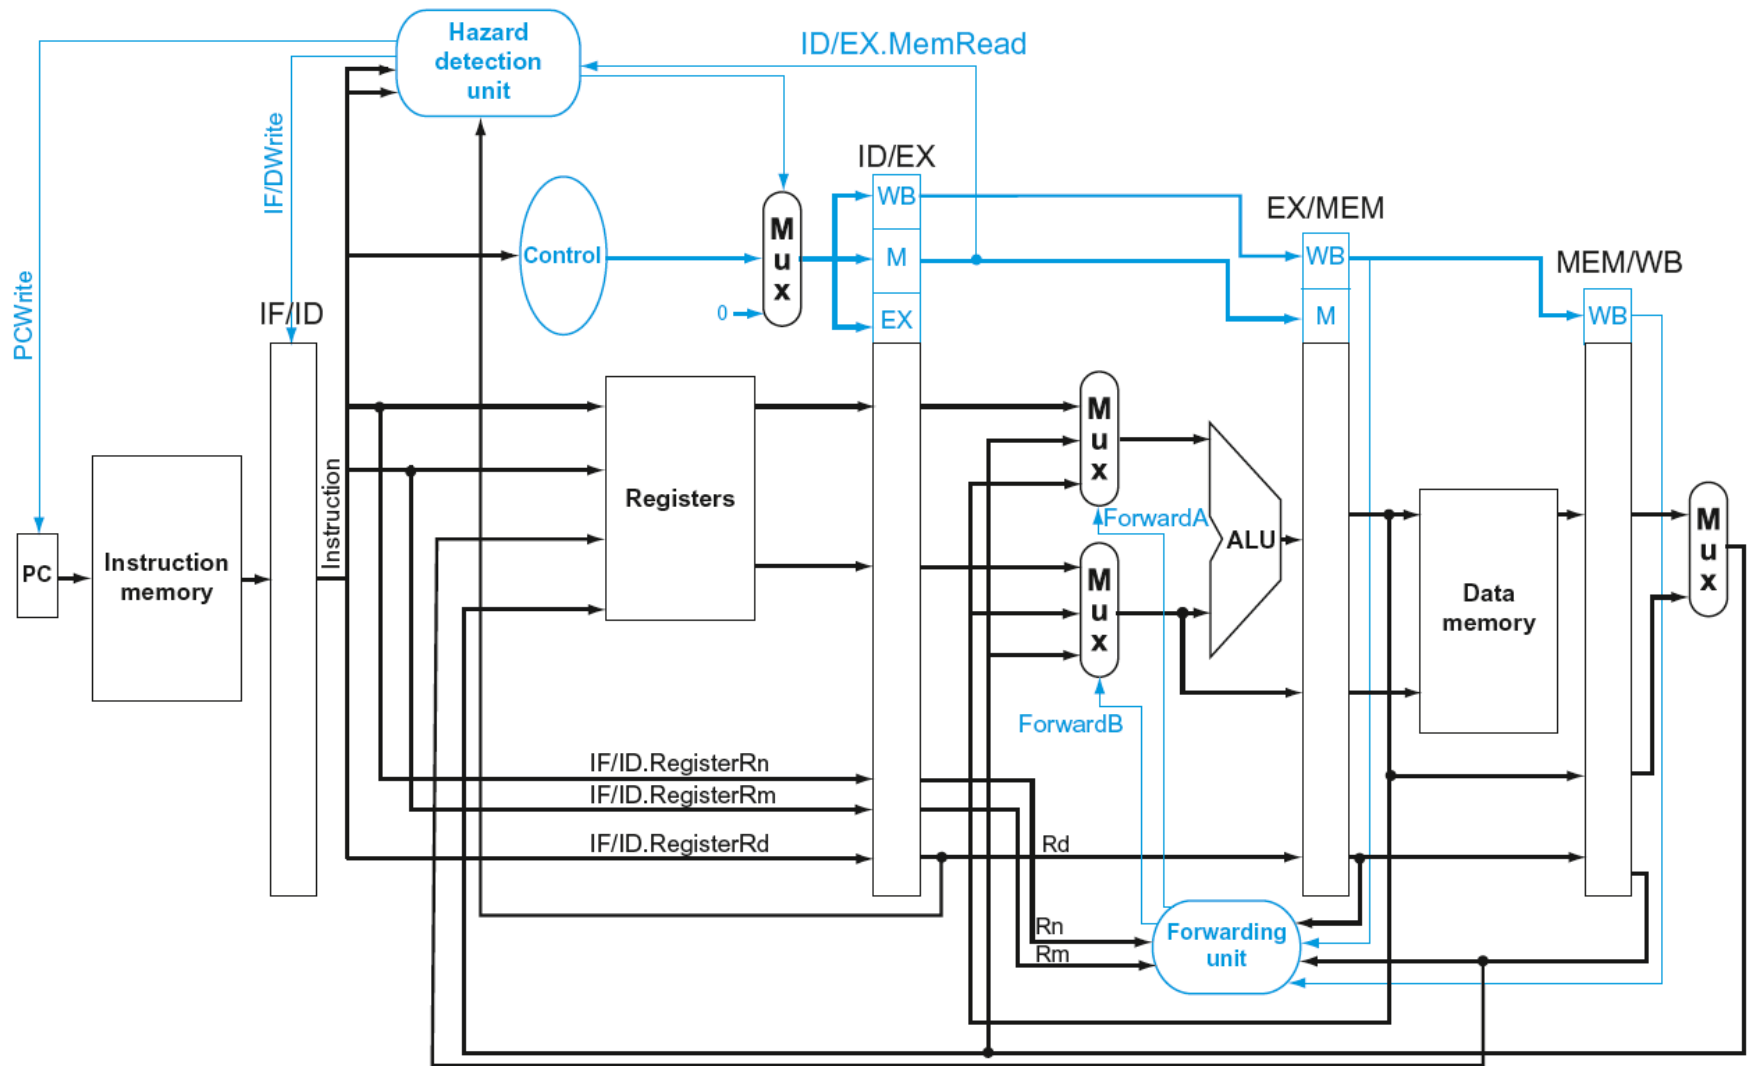 Hazard
detection
unit
ID/EX.MemRead
IF/DWrite
PCWrite
ID/EX
WB
M
EX
EX/MEM
WB
M
MEM/WB
WB
Control
M
u
x
0
IF/ID
Instruction
PC
Instruction
memory
Registers
M
u
x
ForwardA
M
u
x
ForwardB
ALU
Data
memory
M
u
x
IF/ID.RegisterRn
IF/ID.RegisterRm
IF/ID.RegisterRd
Rd
Rn
Rm
Forwarding
unit